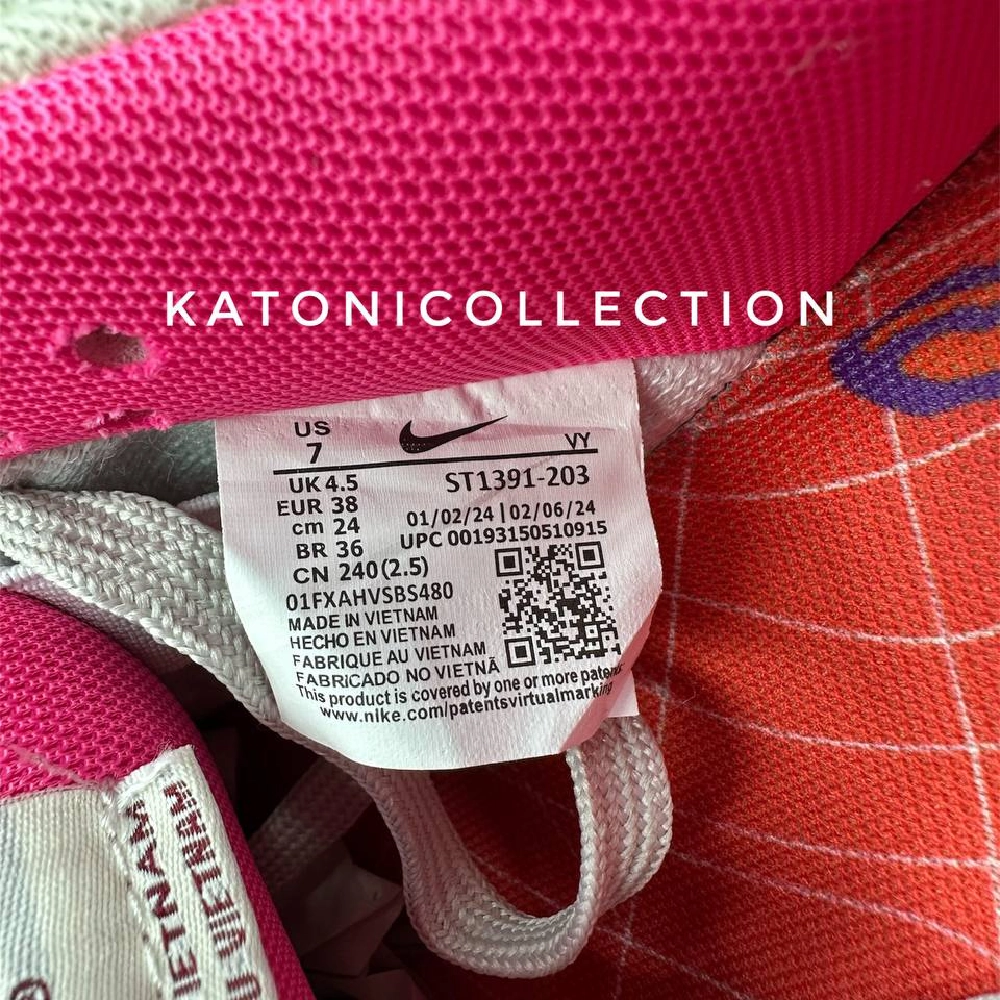 KATONICOLLECTION
US
7
VY
UK 4.5
ST1391-203
EUR 38
cm 24
01/02/24 | 02/06/24
BR 36
UPC 00193150510915
CN 240(2.5)
01FXAHVSBS480
MADE IN VIETNAM
HECHO EN VIETNAM
FABRIQUE AU VIETNAM
FABRICADO NO VIETNÃ
This product is covered by one or more
www.nike.com/patentsvirtualmarking